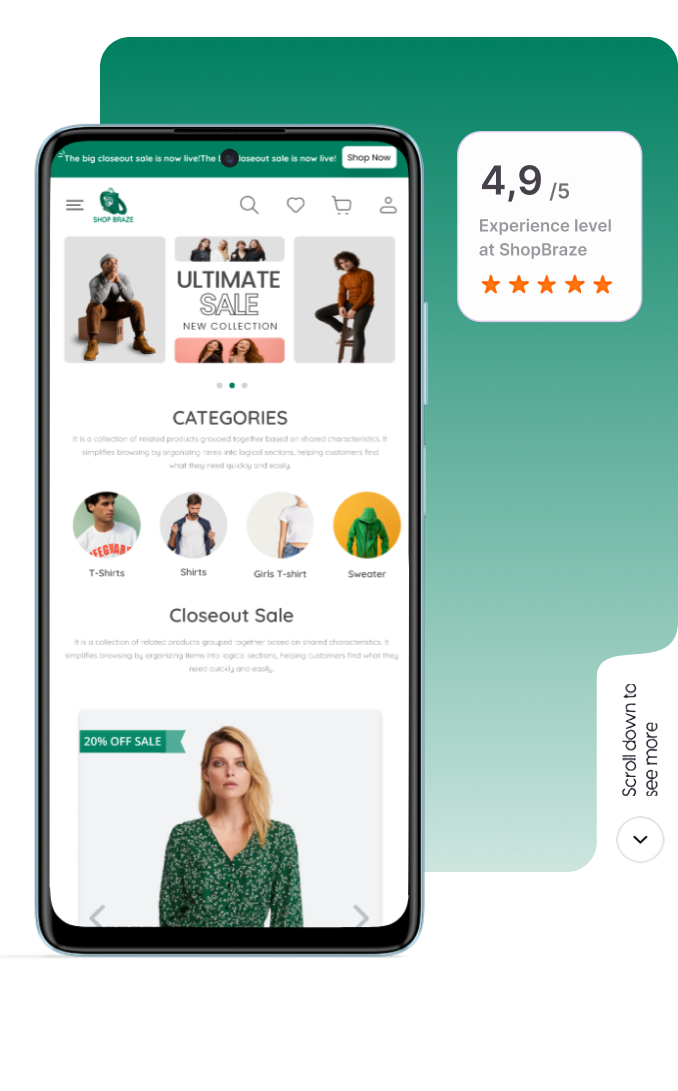 The big closeout sale is now live!The b loseout sale is now live!
Shop Now
SHOP BRAZE
ULTIMATE
SALE
NEW COLLECTION
CATEGORIES
It is a collection of related products grouped together based on shared characteristics. It
simplifies browsing by organizing items into logical sections, helping customers find
what they need quickly and easily.
EFEGUAR
T-Shirts
Shirts
Girls T-shirt
Sweater
Closeout Sale
It is a collection of related products grouped together based on shared characteristics. It
simplifies browsing by organizing items into logical sections, helping customers find what they
need quickly and easily.
20% OFF SALE
4,9 /5
Experience level
at ShopBraze
Scroll down to
see more